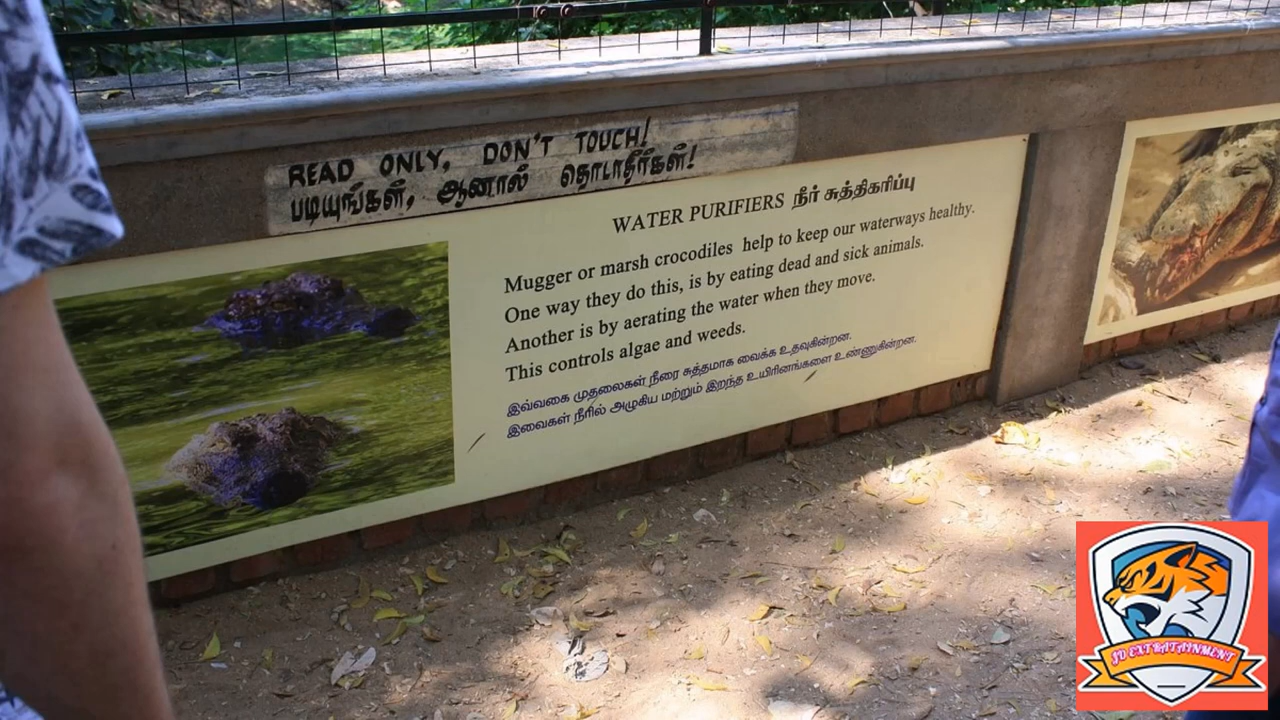 READ ONLY, DON'T TOUCH!
படியுங்கள், ஆனால் தொடாதீர்கள்!
WATER PURIFIERS நீர் சுத்திகரிப்பு
Mugger or marsh crocodiles help to keep our waterways healthy.
One way they do this, is by eating dead and sick animals.
Another is by aerating the water when they move.
This controls algae and weeds.
இவ்வகை முதலைகள் நீரை சுத்தமாக வைக்க உதவுகின்றன.
இவைகள் நீரில் அழுகிய மற்றும் இறந்த உயிரினங்களை உண்ணுகின்றன.
JD EXTRATAINMENT